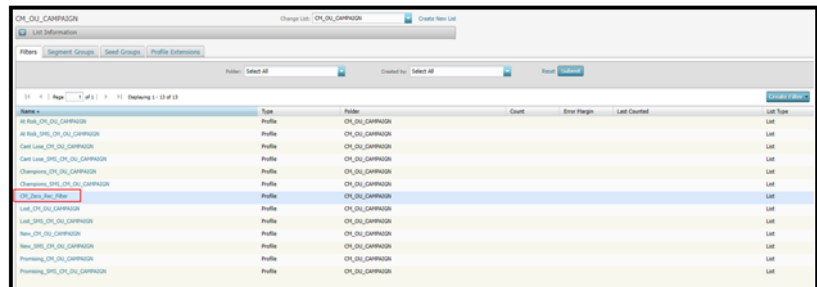 CM_OU_CAMPAIGN Change List: CM_OU_CAMPAIGN Create New List
List Information
Filters Segment Groups Seed Groups Profile Extensions
Folder: Select All Created by: Select All Reset Submit
Page 1 of 1 Displaying 1 - 13 of 13 Create Filter
Name Type Folder Count Error Margin Last Counted List Type
At Risk_CM_OU_CAMPAIGN Profile CM_OU_CAMPAIGN List
At Risk_SMS_CM_OU_CAMPAIGN Profile CM_OU_CAMPAIGN List
Cant Lose_CM_OU_CAMPAIGN Profile CM_OU_CAMPAIGN List
Cant Lose_SMS_CM_OU_CAMPAIGN Profile CM_OU_CAMPAIGN List
Champions_CM_OU_CAMPAIGN Profile CM_OU_CAMPAIGN List
Champions_SMS_CM_OU_CAMPAIGN Profile CM_OU_CAMPAIGN List
CM_Zero_Rec_Filter Profile CM_OU_CAMPAIGN List
Lost_CM_OU_CAMPAIGN Profile CM_OU_CAMPAIGN List
Lost_SMS_CM_OU_CAMPAIGN Profile CM_OU_CAMPAIGN List
New_CM_OU_CAMPAIGN Profile CM_OU_CAMPAIGN List
New_SMS_CM_OU_CAMPAIGN Profile CM_OU_CAMPAIGN List
Promising_CM_OU_CAMPAIGN Profile CM_OU_CAMPAIGN List
Promising_SMS_CM_OU_CAMPAIGN Profile CM_OU_CAMPAIGN List